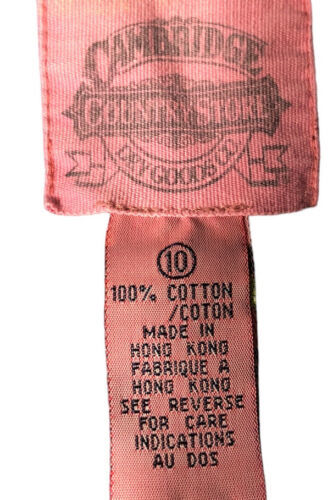 CAMBRIDGE
COUNTRY STORE
DRY GOODS CO.
10
100% COTTON
/COTON
MADE IN
HONG KONG
FABRIQUE A
HONG KONG
SEE REVERSE
FOR CARE
INDICATIONS
AU DOS